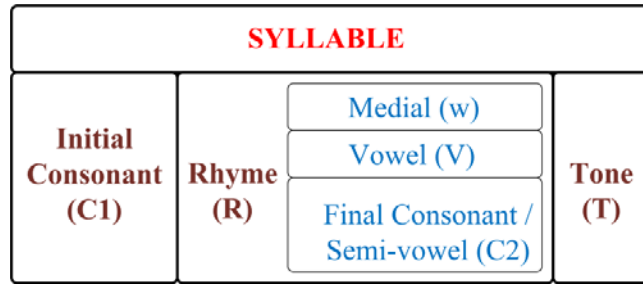 SYLLABLE
Initial
Consonant
(C1)
Rhyme
(R)
Medial (w)
Vowel (V)
Final Consonant /
Semi-vowel (C2)
Tone
(T)